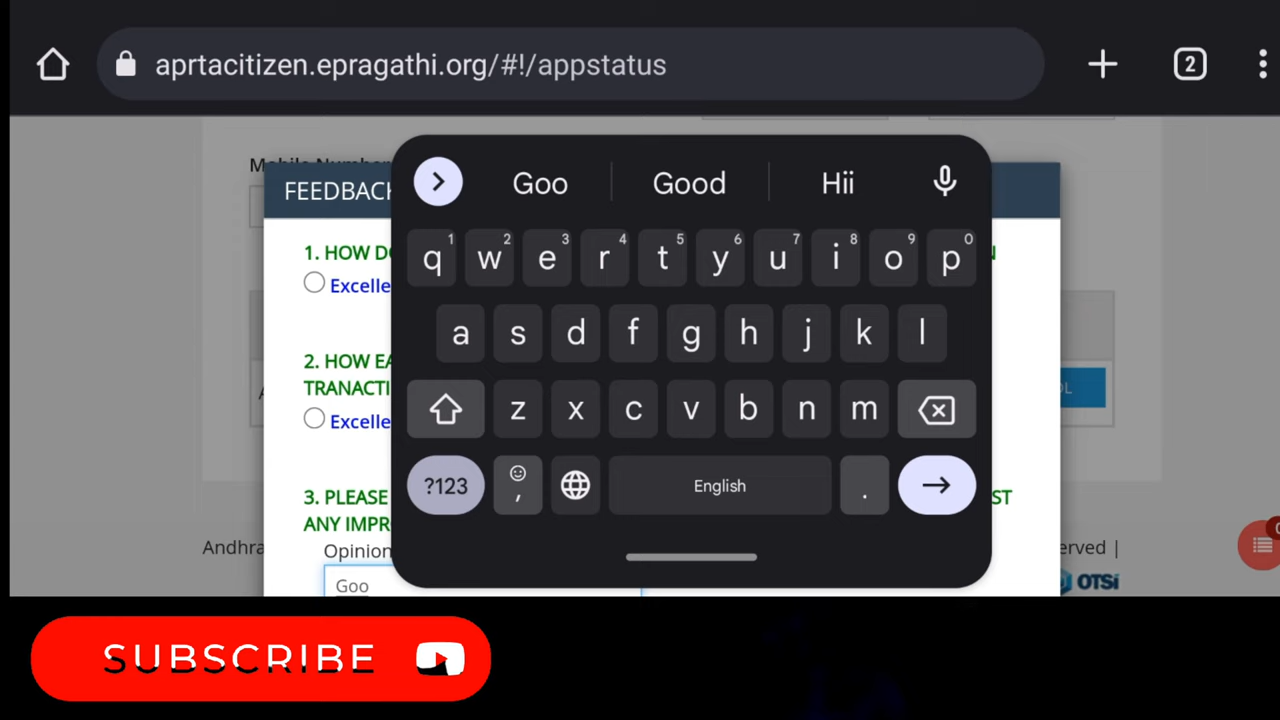 aprtacitizen.epragathi.org/#!/appstatus
2
FEEDBACK
1. HOW DO
Excelle
2. HOW EA
TRANACTI
Excelle
3. PLEASE
ST
ANY IMPR
Opinion
Goo
Goo Good Hii
q 1 w 2 e 3 r 4 t 5 y 6 u 7 i 8 o 9 p 0
a s d f g h j k l
z x c v b n m
?123 , English .
Andhra
erved |
OTSi
SUBSCRIBE